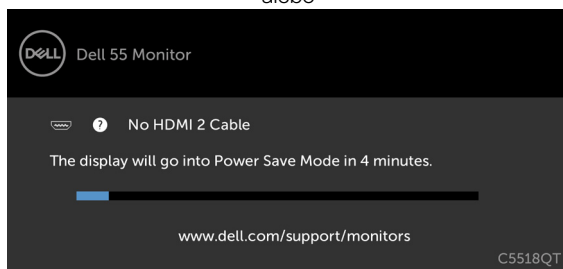 alebo
DELL Dell 55 Monitor
? No HDMI 2 Cable
The display will go into Power Save Mode in 4 minutes.
www.dell.com/support/monitors
C5518QT